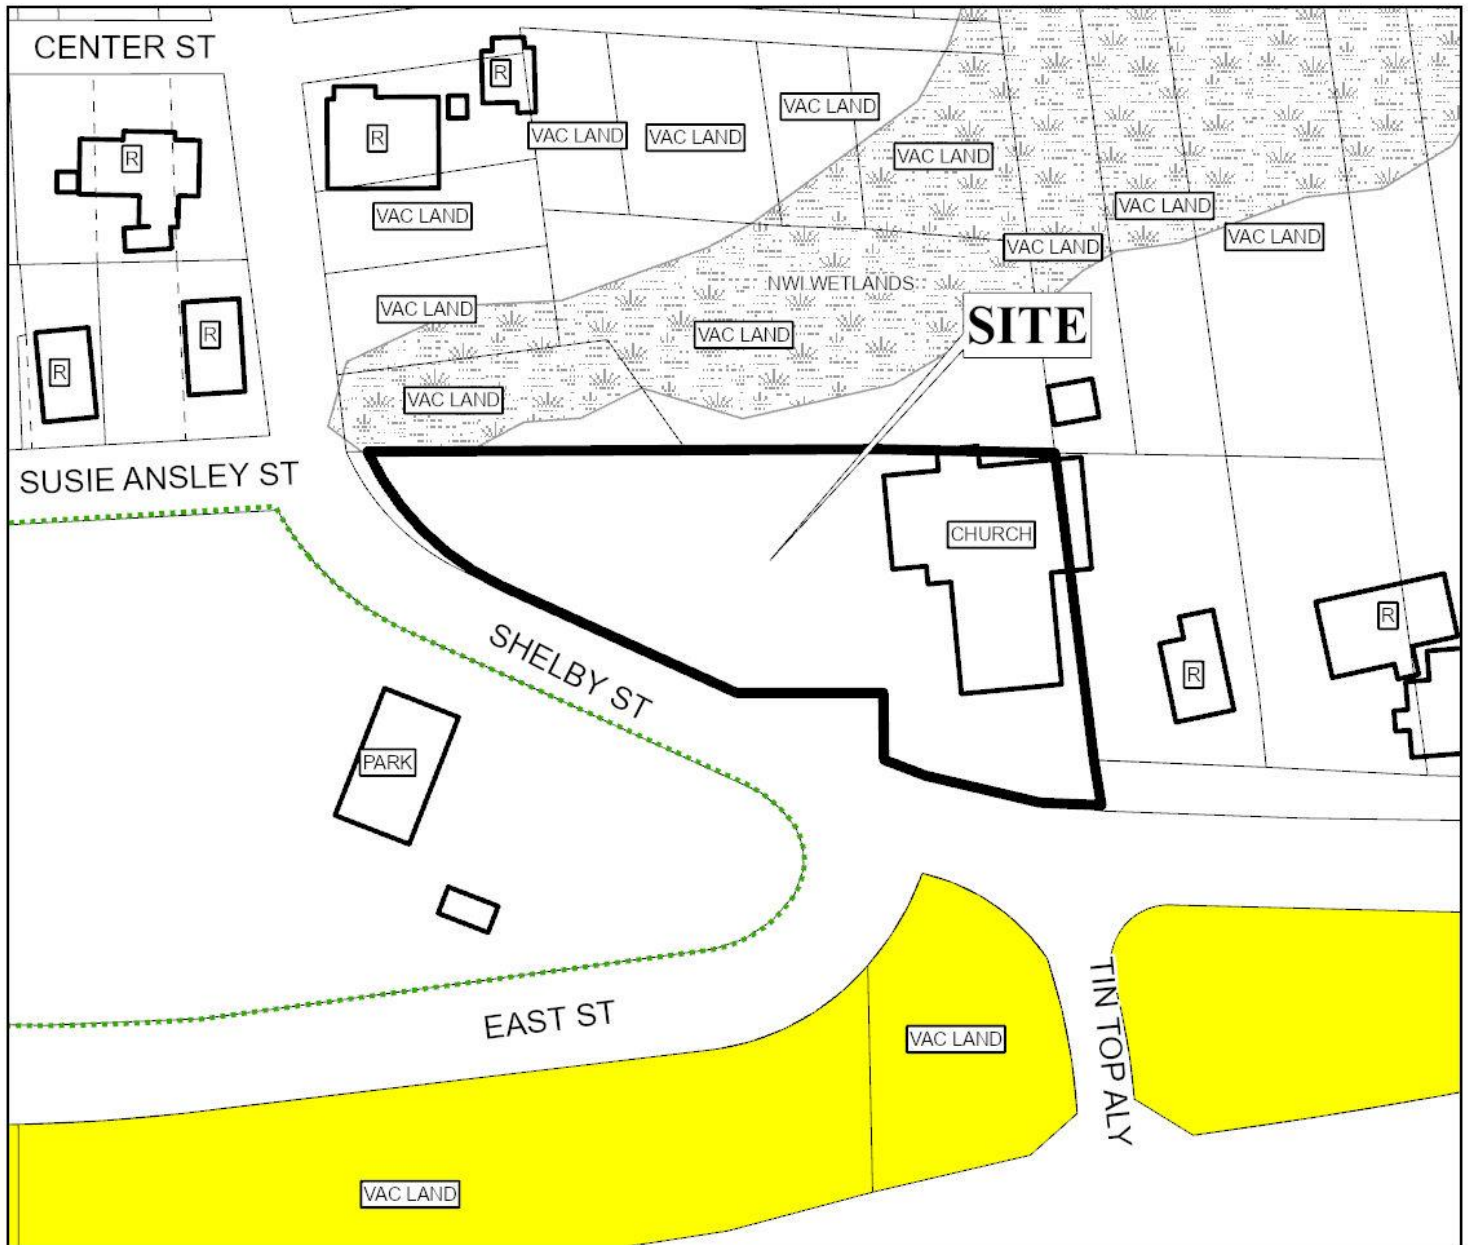 CENTER ST
R
R
R
VAC LAND
VAC LAND
VAC LAND
VAC LAND
VAC LAND
VAC LAND
VAC LAND
VAC LAND
NWI WETLANDS
VAC LAND
SITE
R
VAC LAND
R
VAC LAND
SUSIE ANSLEY ST
CHURCH
SHELBY ST
R
R
PARK
EAST ST
VAC LAND
TIN TOP ALY
VAC LAND